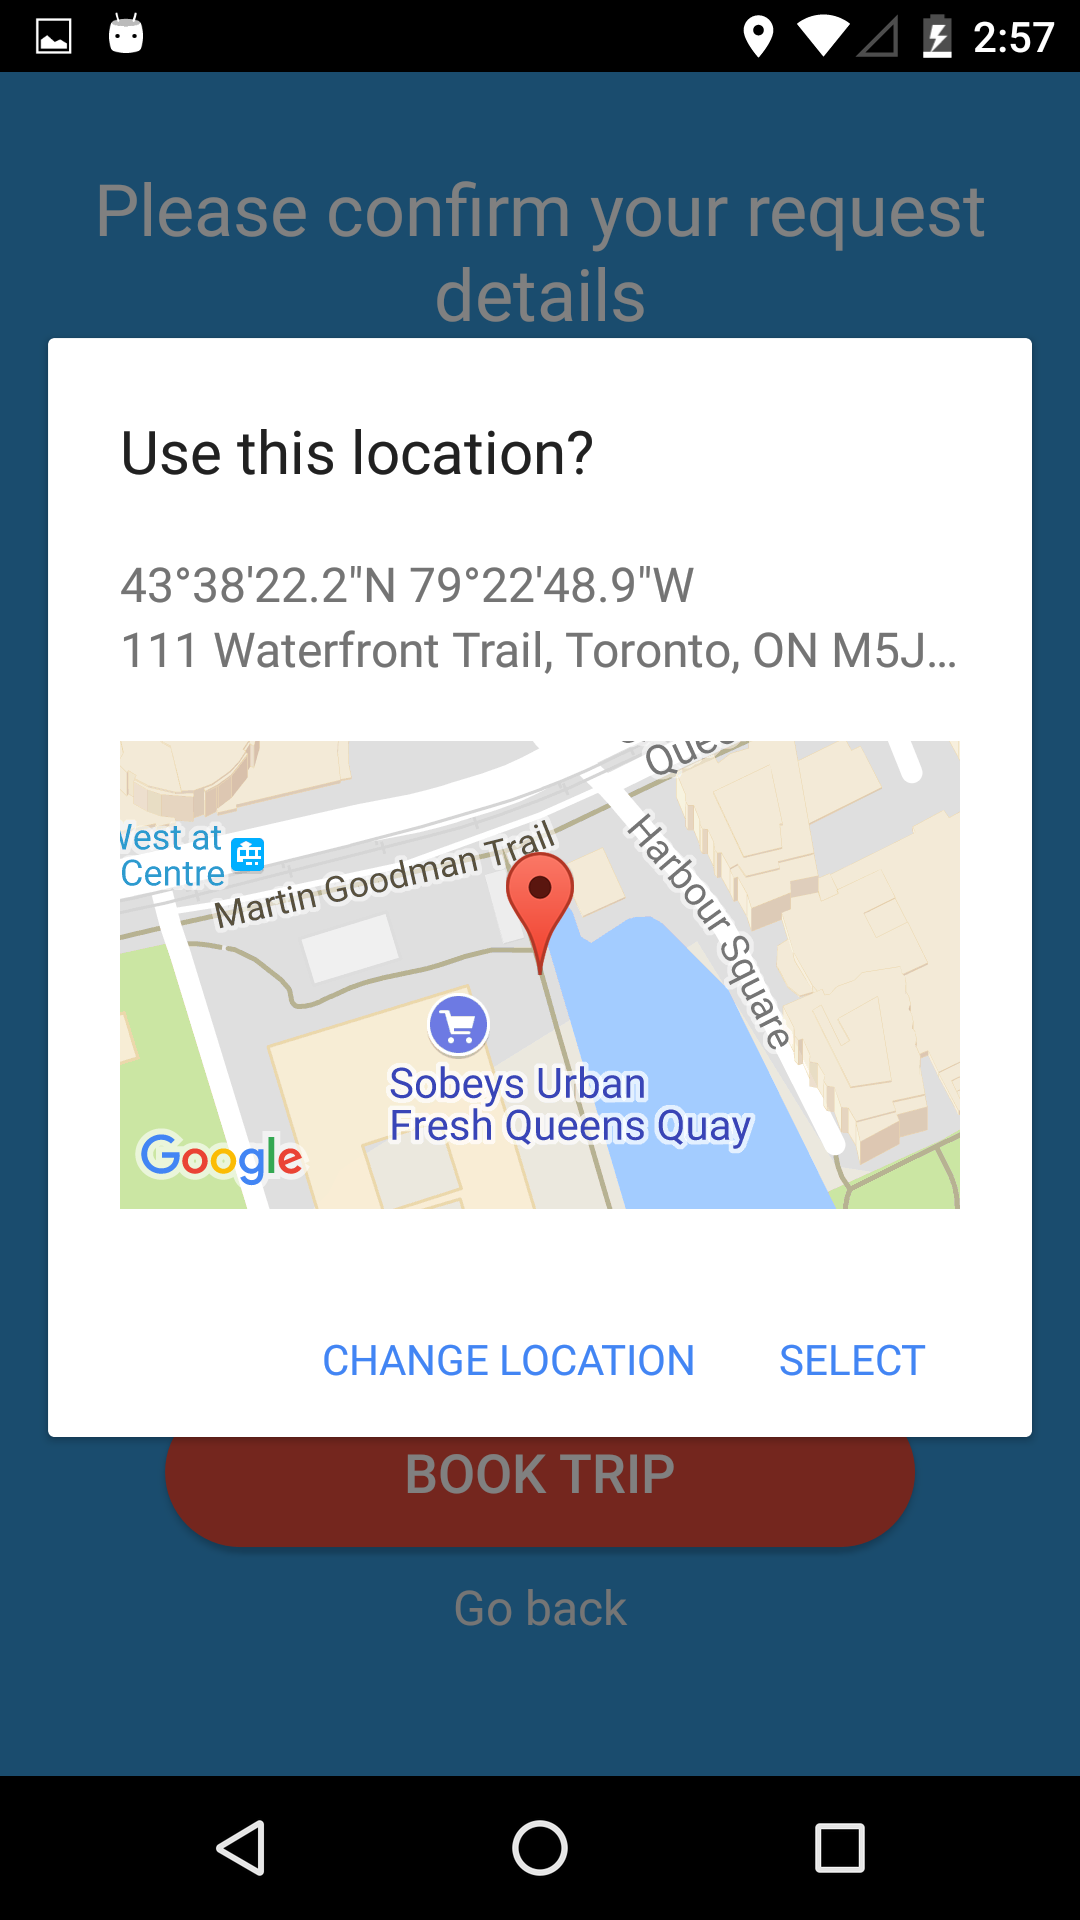 2:57
Please confirm your request
details
Use this location?
43°38'22.2"N 79°22'48.9"W
111 Waterfront Trail, Toronto, ON M5J...
West at
Centre
Martin Goodman Trail
Harbour Square
Sobeys Urban
Fresh Queens Quay
Google
CHANGE LOCATION
SELECT
BOOK TRIP
Go back